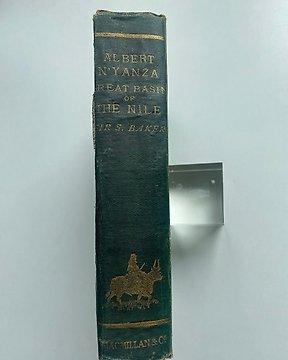 ALBERT
N'YANZA
GREAT BASIN
OF
THE NILE
SIR S. BAKER
MACMILLAN & Co.